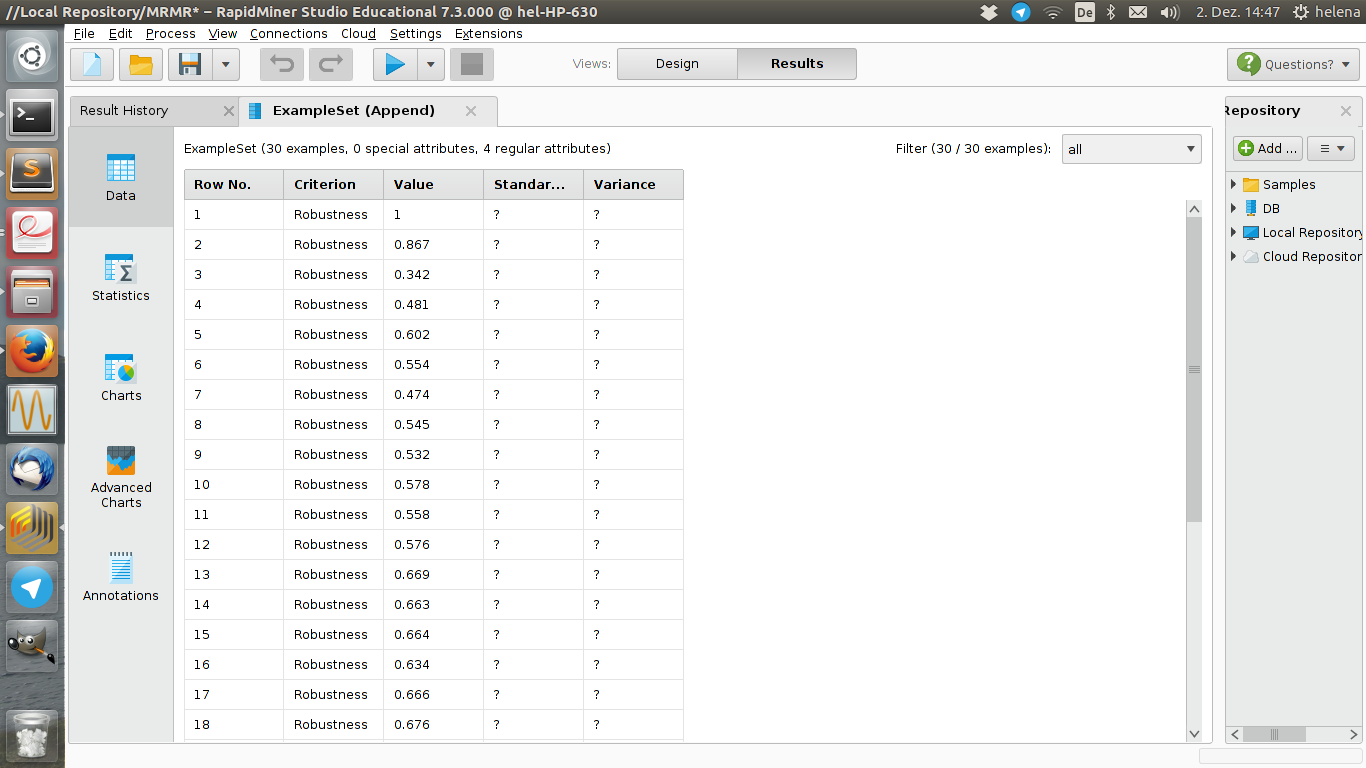 //Local Repository/MRMR* – RapidMiner Studio Educational 7.3.000 @ hel-HP-630
De
2. Dez. 14:47
helena
File Edit Process View Connections Cloud Settings Extensions
Views:
Design
Results
Questions?
Result History
ExampleSet (Append)
Repository
Data
Statistics
Charts
Advanced
Charts
Annotations
ExampleSet (30 examples, 0 special attributes, 4 regular attributes)
Filter (30 / 30 examples):
all
Row No. Criterion Value Standar... Variance
1 Robustness 1 ? ?
2 Robustness 0.867 ? ?
3 Robustness 0.342 ? ?
4 Robustness 0.481 ? ?
5 Robustness 0.602 ? ?
6 Robustness 0.554 ? ?
7 Robustness 0.474 ? ?
8 Robustness 0.545 ? ?
9 Robustness 0.532 ? ?
10 Robustness 0.578 ? ?
11 Robustness 0.558 ? ?
12 Robustness 0.576 ? ?
13 Robustness 0.669 ? ?
14 Robustness 0.663 ? ?
15 Robustness 0.664 ? ?
16 Robustness 0.634 ? ?
17 Robustness 0.666 ? ?
18 Robustness 0.676 ? ?
Add ...
Samples
DB
Local Repository
Cloud Repositor